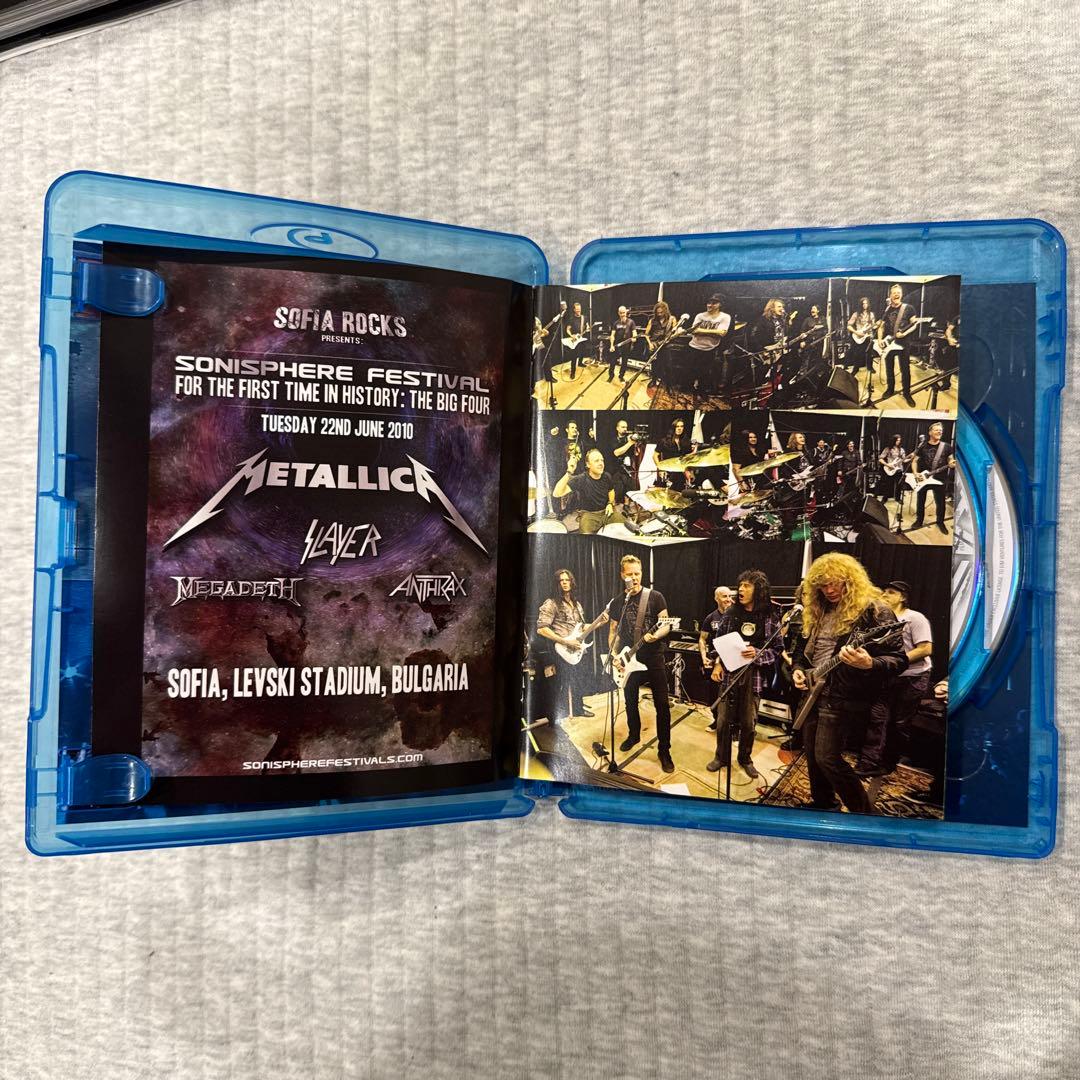 SOFIA ROCKS
PRESENTS:
SONISPHERE FESTIVAL
FOR THE FIRST TIME IN HISTORY: THE BIG FOUR
TUESDAY 22ND JUNE 2010
METALLICA
SLAYER
MEGADETH
ANTHRAX
SOFIA, LEVSKI STADIUM, BULGARIA
SONISPHEREFESTIVALS.COM